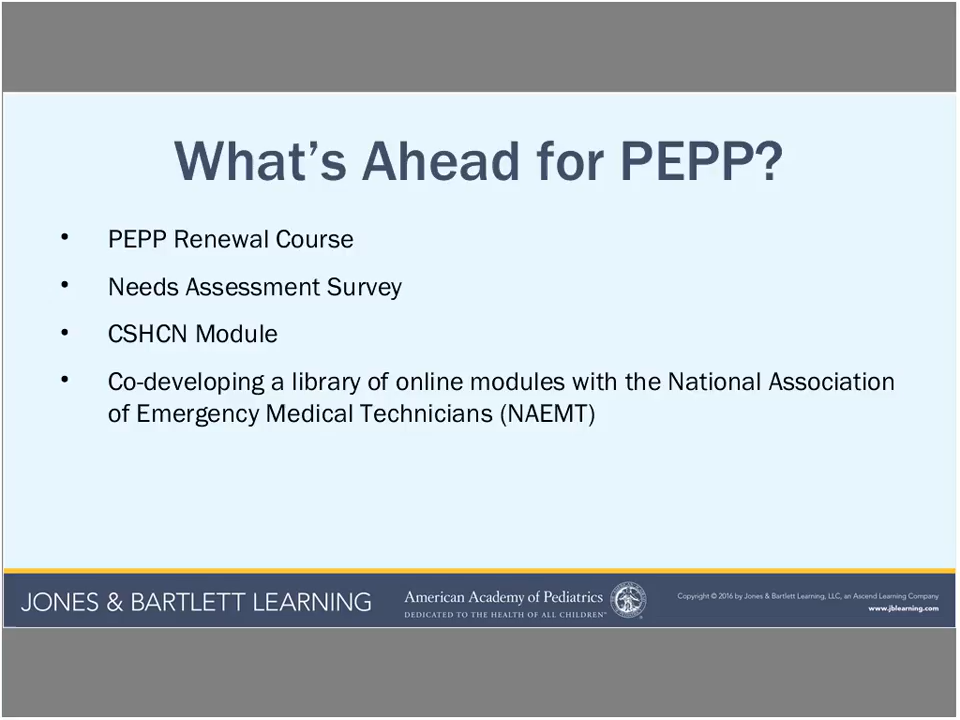 What's Ahead for PEPP?
• PEPP Renewal Course
• Needs Assessment Survey
• CSHCN Module
• Co-developing a library of online modules with the National Association
of Emergency Medical Technicians (NAEMT)
JONES & BARTLETT LEARNING
American Academy of Pediatrics
DEDICATED TO THE HEALTH OF ALL CHILDREN™
Copyright © 2016 by Jones & Bartlett Learning, LLC, an Ascend Learning Company
www.jblearning.com